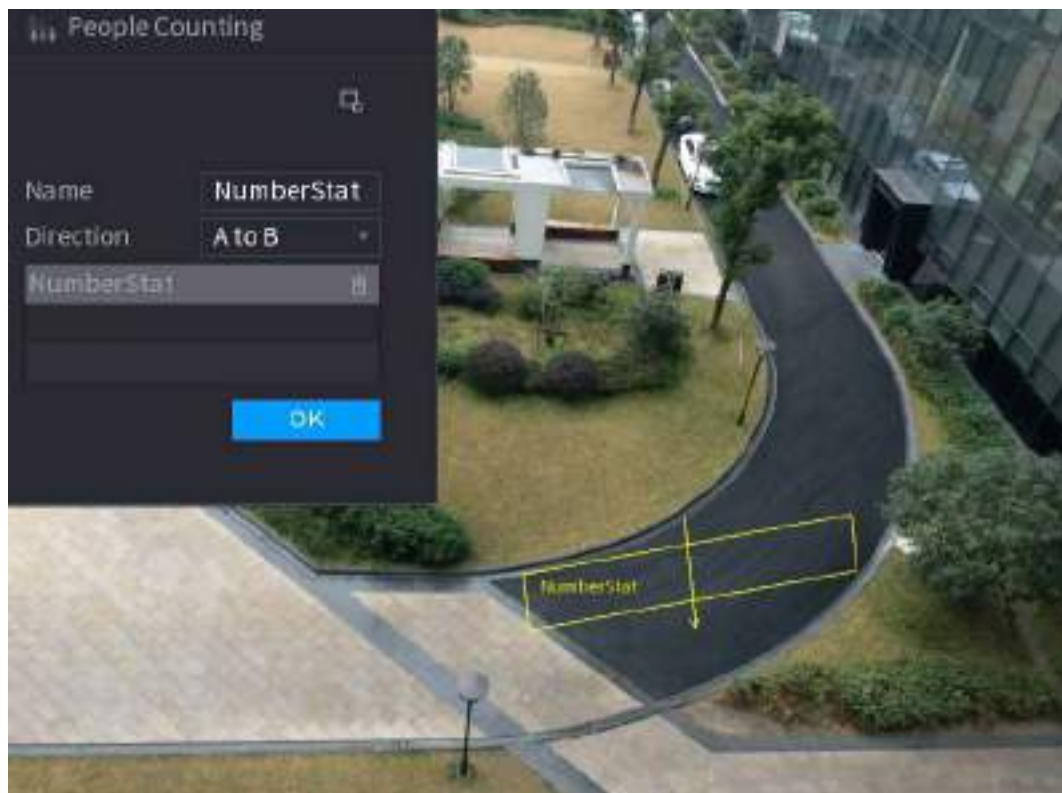 People Counting
Name NumberStat
Direction A to B
NumberStat
OK
NumberStat